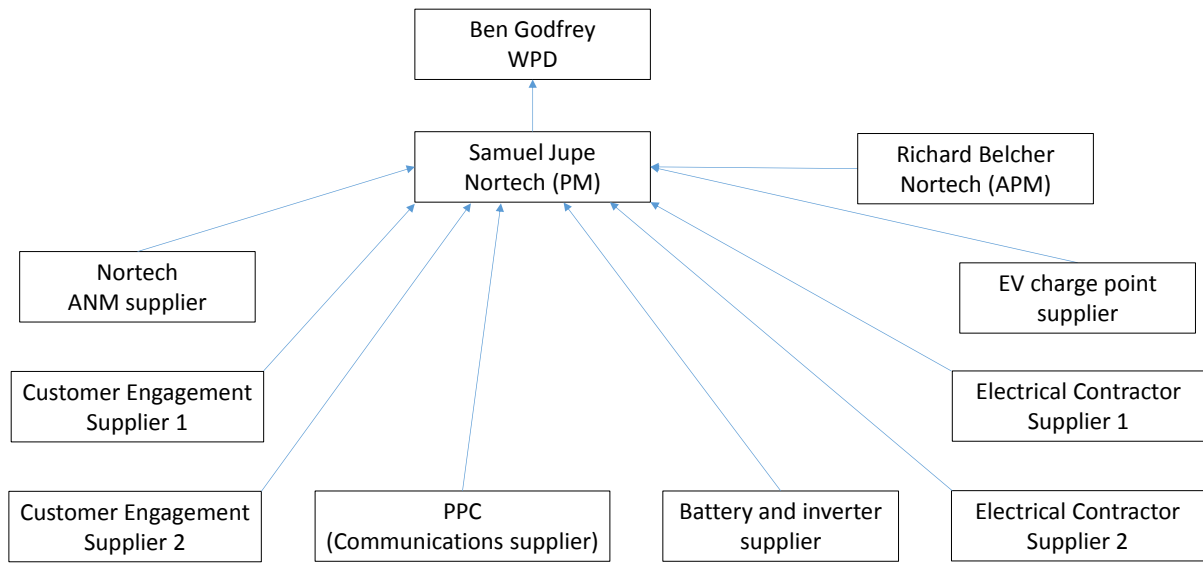 Ben Godfrey
WPD
Samuel Jupe
Nortech (PM)
Richard Belcher
Nortech (APM)
Nortech
ANM supplier
EV charge point
supplier
Customer Engagement
Supplier 1
Electrical Contractor
Supplier 1
Customer Engagement
Supplier 2
PPC
(Communications supplier)
Battery and inverter
supplier
Electrical Contractor
Supplier 2